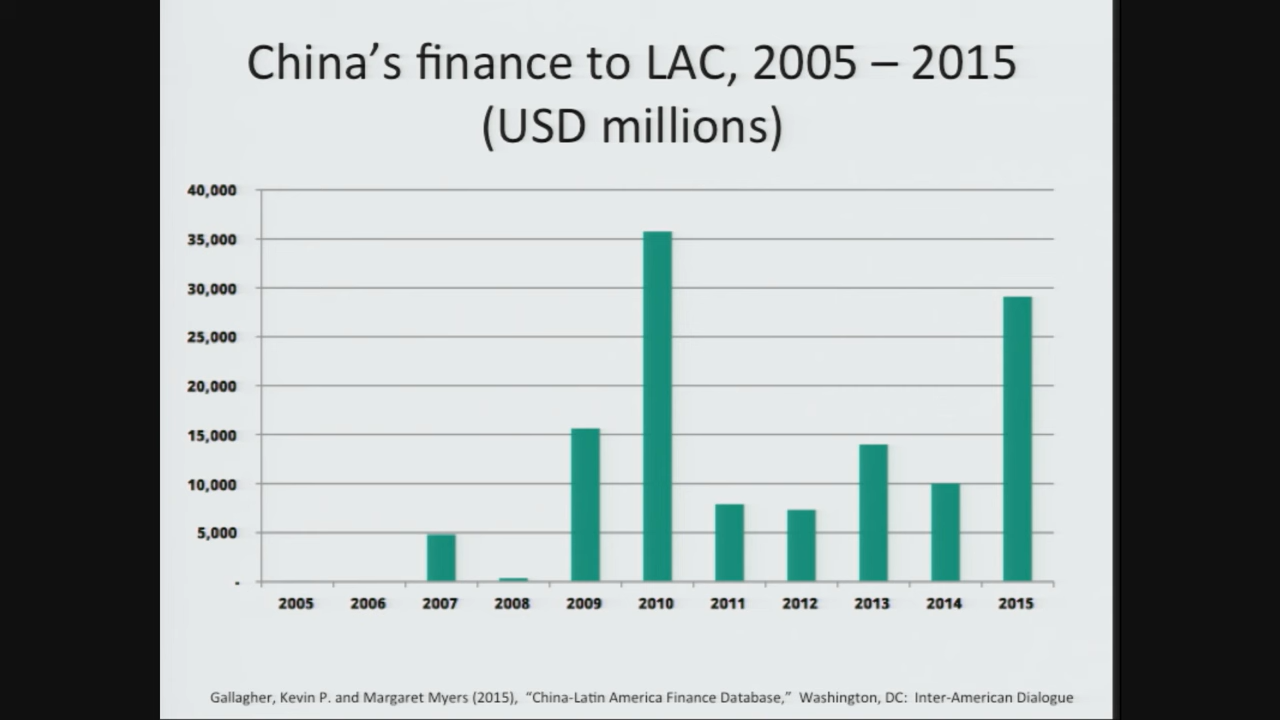 China’s finance to LAC, 2005 – 2015
(USD millions)
40,000
35,000
30,000
25,000
20,000
15,000
10,000
5,000
-
2005 2006 2007 2008 2009 2010 2011 2012 2013 2014 2015
Gallagher, Kevin P. and Margaret Myers (2015), “China-Latin America Finance Database,” Washington, DC: Inter-American Dialogue